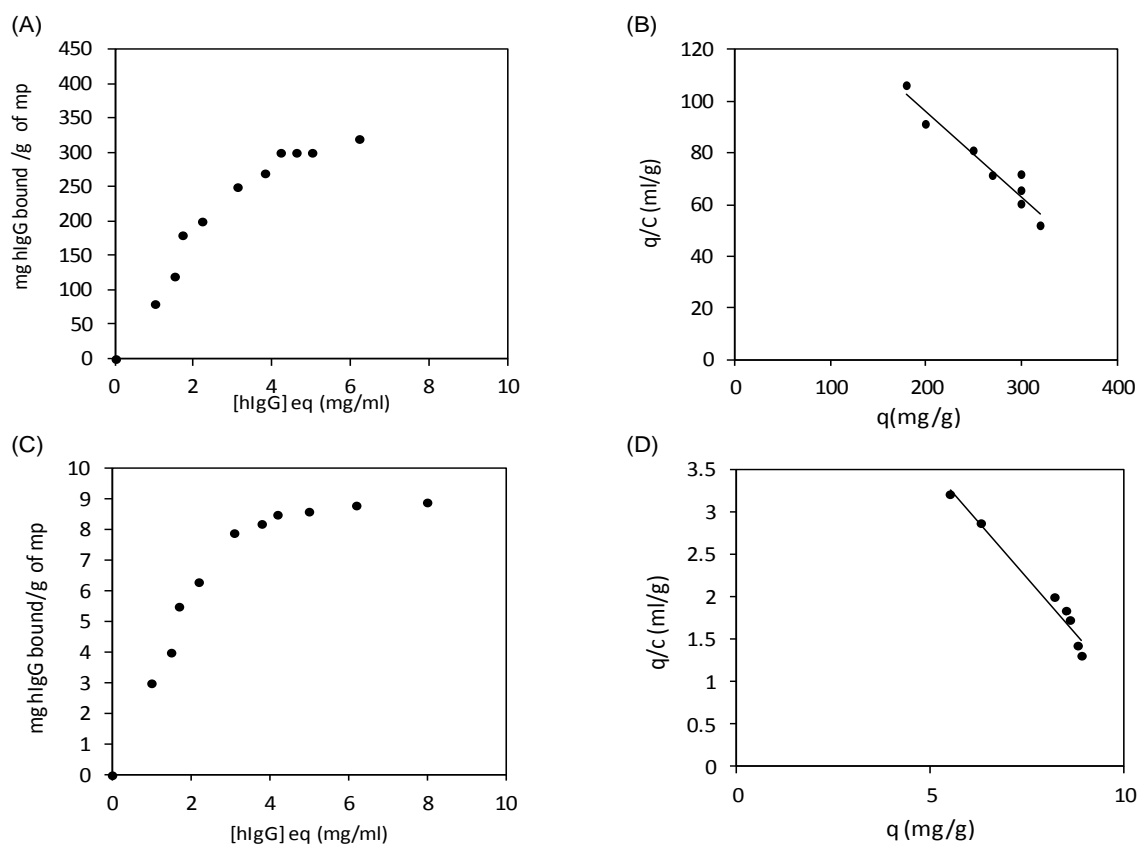 (A)
mg hIgG bound /g of mp
450
400
350
300
250
200
150
100
50
0
0 2 4 6 8 10
[hIgG] eq (mg/ml)
(B)
q/C (ml/g)
120
100
80
60
40
20
0
0 100 200 300 400
q(mg/g)
(C)
mg hIgG bound/g of mp
10
9
8
7
6
5
4
3
2
1
0
0 2 4 6 8 10
[hIgG] eq (mg/ml)
(D)
q/c (ml/g)
3.5
3
2.5
2
1.5
1
0.5
0
0 5 10
q (mg/g)